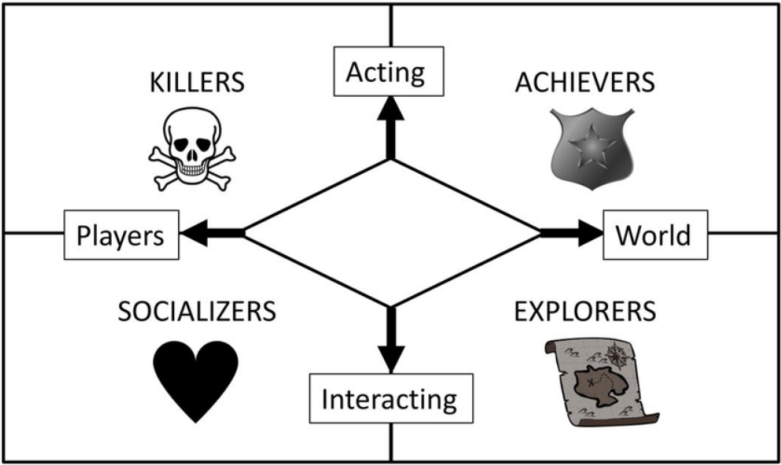 Acting
KILLERS
ACHIEVERS
Players
World
SOCIALIZERS
EXPLORERS
Interacting